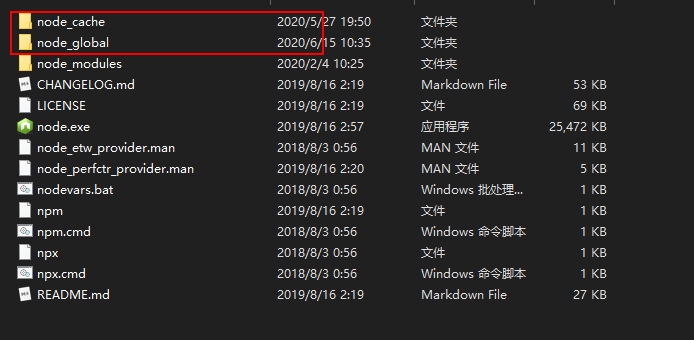 node_cache 2020/5/27 19:50 文件夹
node_global 2020/6/15 10:35 文件夹
node_modules 2020/2/4 10:25 文件夹
CHANGELOG.md 2019/8/16 2:19 Markdown File 53 KB
LICENSE 2019/8/16 2:19 文件 69 KB
node.exe 2019/8/16 2:57 应用程序 25,472 KB
node_etw_provider.man 2018/8/3 0:56 MAN 文件 11 KB
node_perfctr_provider.man 2019/8/16 2:20 MAN 文件 5 KB
nodevars.bat 2018/8/3 0:56 Windows 批处理... 1 KB
npm 2019/8/16 2:19 文件 1 KB
npm.cmd 2018/8/3 0:56 Windows 命令脚本 1 KB
npx 2018/8/3 0:56 文件 1 KB
npx.cmd 2018/8/3 0:56 Windows 命令脚本 1 KB
README.md 2019/8/16 2:19 Markdown File 27 KB